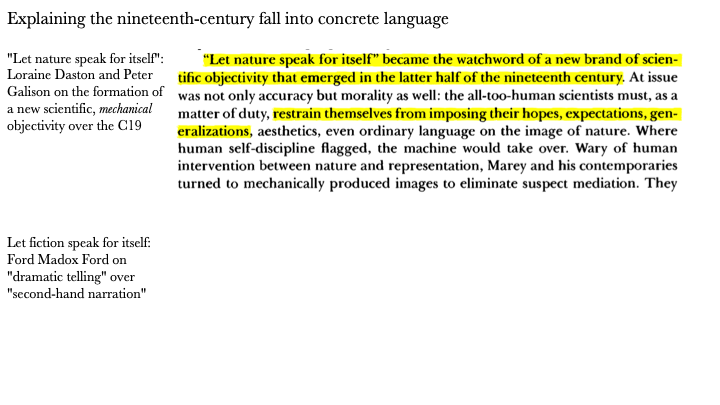 Explaining the nineteenth-century fall into concrete language
"Let nature speak for itself":
Loraine Daston and Peter
Galison on the formation of
a new scientific, mechanical
objectivity over the C19
“Let nature speak for itself” became the watchword of a new brand of scien-
tific objectivity that emerged in the latter half of the nineteenth century. At issue
was not only accuracy but morality as well: the all-too-human scientists must, as a
matter of duty, restrain themselves from imposing their hopes, expectations, gen-
eralizations, aesthetics, even ordinary language on the image of nature. Where
human self-discipline flagged, the machine would take over. Wary of human
intervention between nature and representation, Marey and his contemporaries
turned to mechanically produced images to eliminate suspect mediation. They
Let fiction speak for itself:
Ford Madox Ford on
"dramatic telling" over
"second-hand narration"